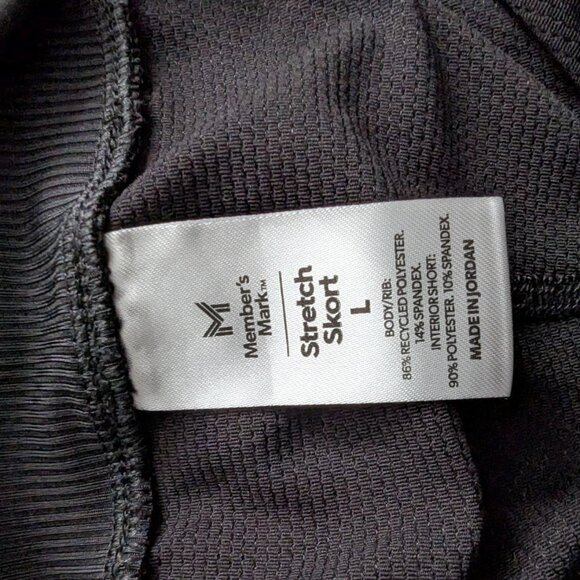 M
Member's
Mark™
Stretch
Skort
L
BODY/RIB:
86% RECYCLED POLYESTER.
14% SPANDEX.
INTERIOR SHORT:
90% POLYESTER. 10% SPANDEX.
MADE IN JORDAN